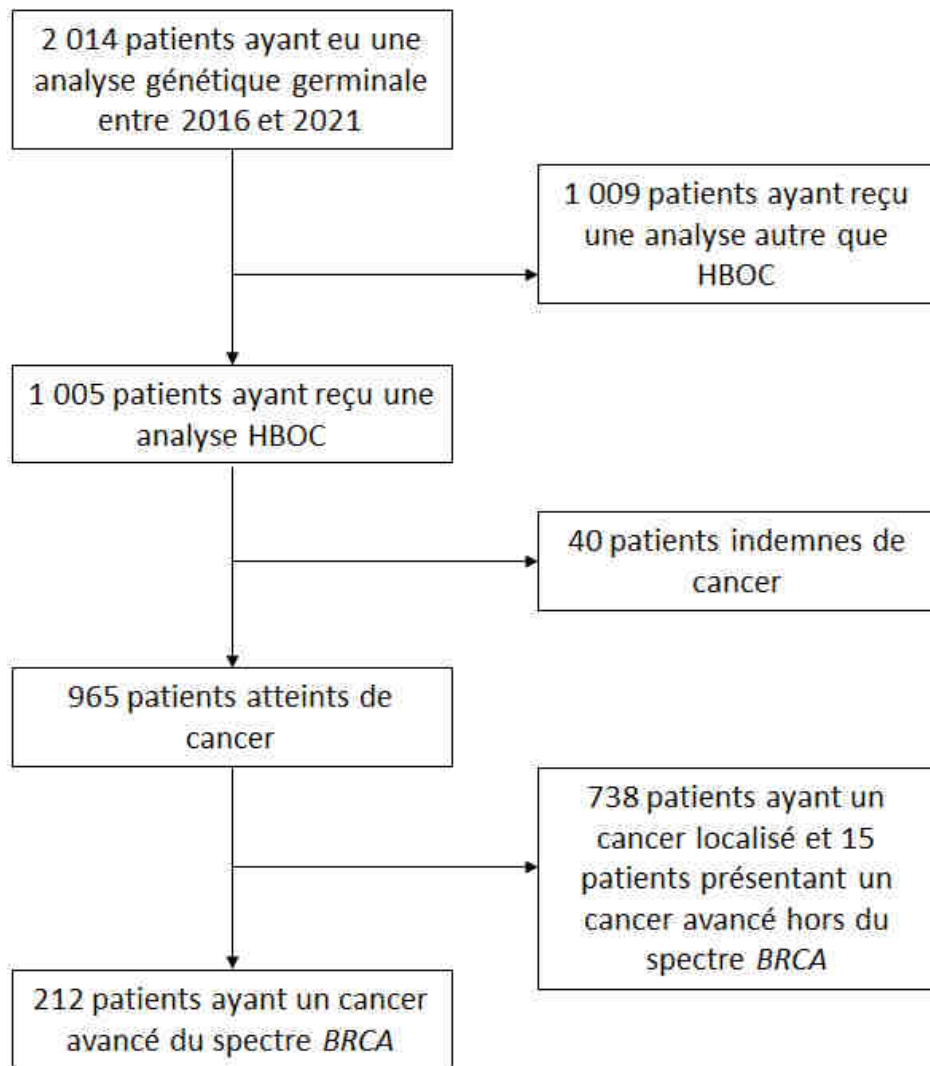 2 014 patients ayant eu une
analyse génétique germinale
entre 2016 et 2021
1 009 patients ayant reçu
une analyse autre que
HBOC
1 005 patients ayant reçu une
analyse HBOC
40 patients indemnes de
cancer
965 patients atteints de
cancer
738 patients ayant un
cancer localisé et 15
patients présentant un
cancer avancé hors du
spectre BRCA
212 patients ayant un cancer
avancé du spectre BRCA